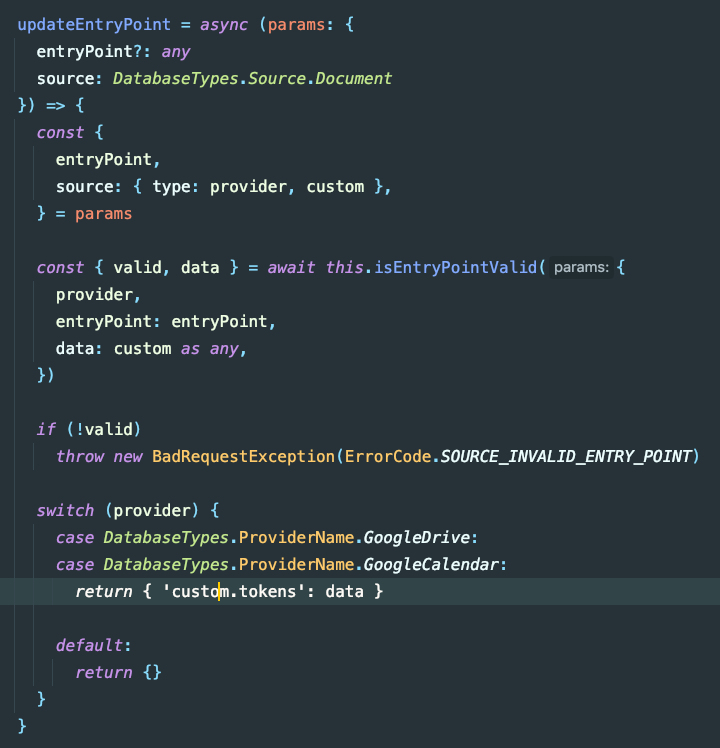 updateEntryPoint = async (params: {
  entryPoint?: any
  source: DatabaseTypes.Source.Document
}) => {
  const {
    entryPoint,
    source: { type: provider, custom },
  } = params

  const { valid, data } = await this.isEntryPointValid( params: {
    provider,
    entryPoint: entryPoint,
    data: custom as any,
  })

  if (!valid)
    throw new BadRequestException(ErrorCode.SOURCE_INVALID_ENTRY_POINT)

  switch (provider) {
    case DatabaseTypes.ProviderName.GoogleDrive:
    case DatabaseTypes.ProviderName.GoogleCalendar:
      return { 'custom.tokens': data }

    default:
      return {}
  }
}